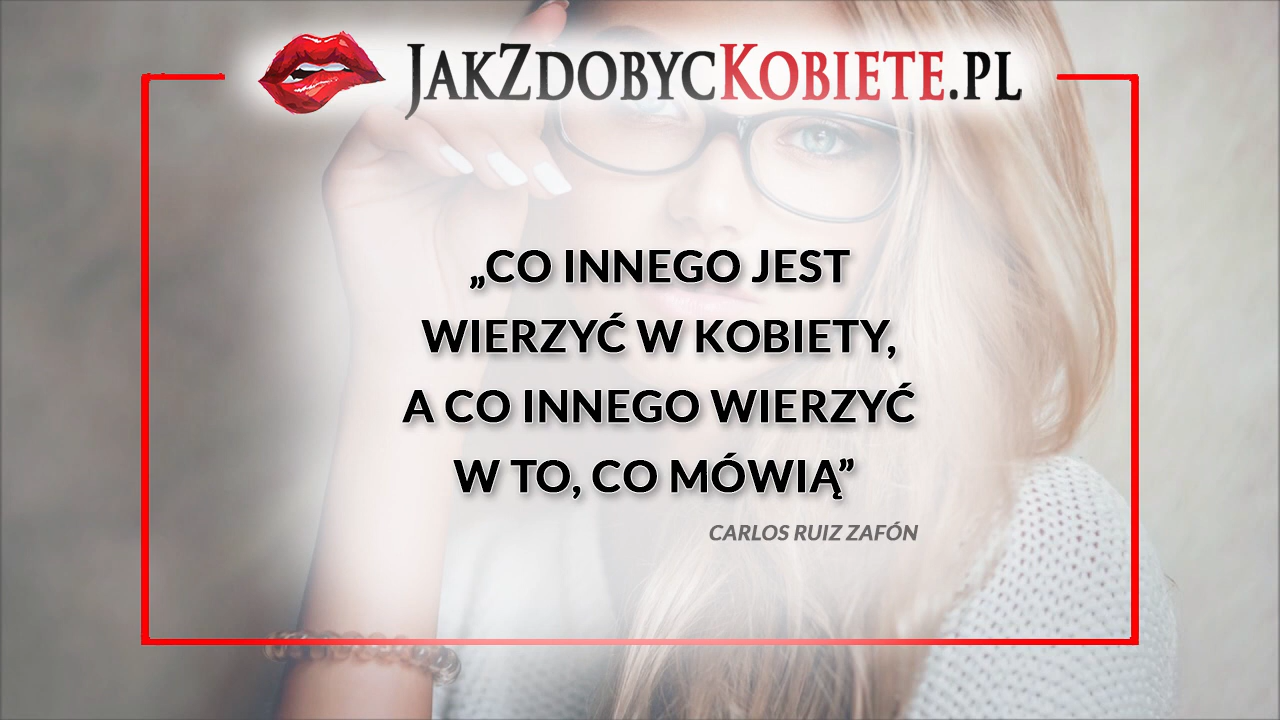 JAKZDOBYCKOBIETE.PL
„CO INNEGO JEST
WIERZYĆ W KOBIETY,
A CO INNEGO WIERZYĆ
W TO, CO MÓWIĄ”
CARLOS RUIZ ZAFÓN